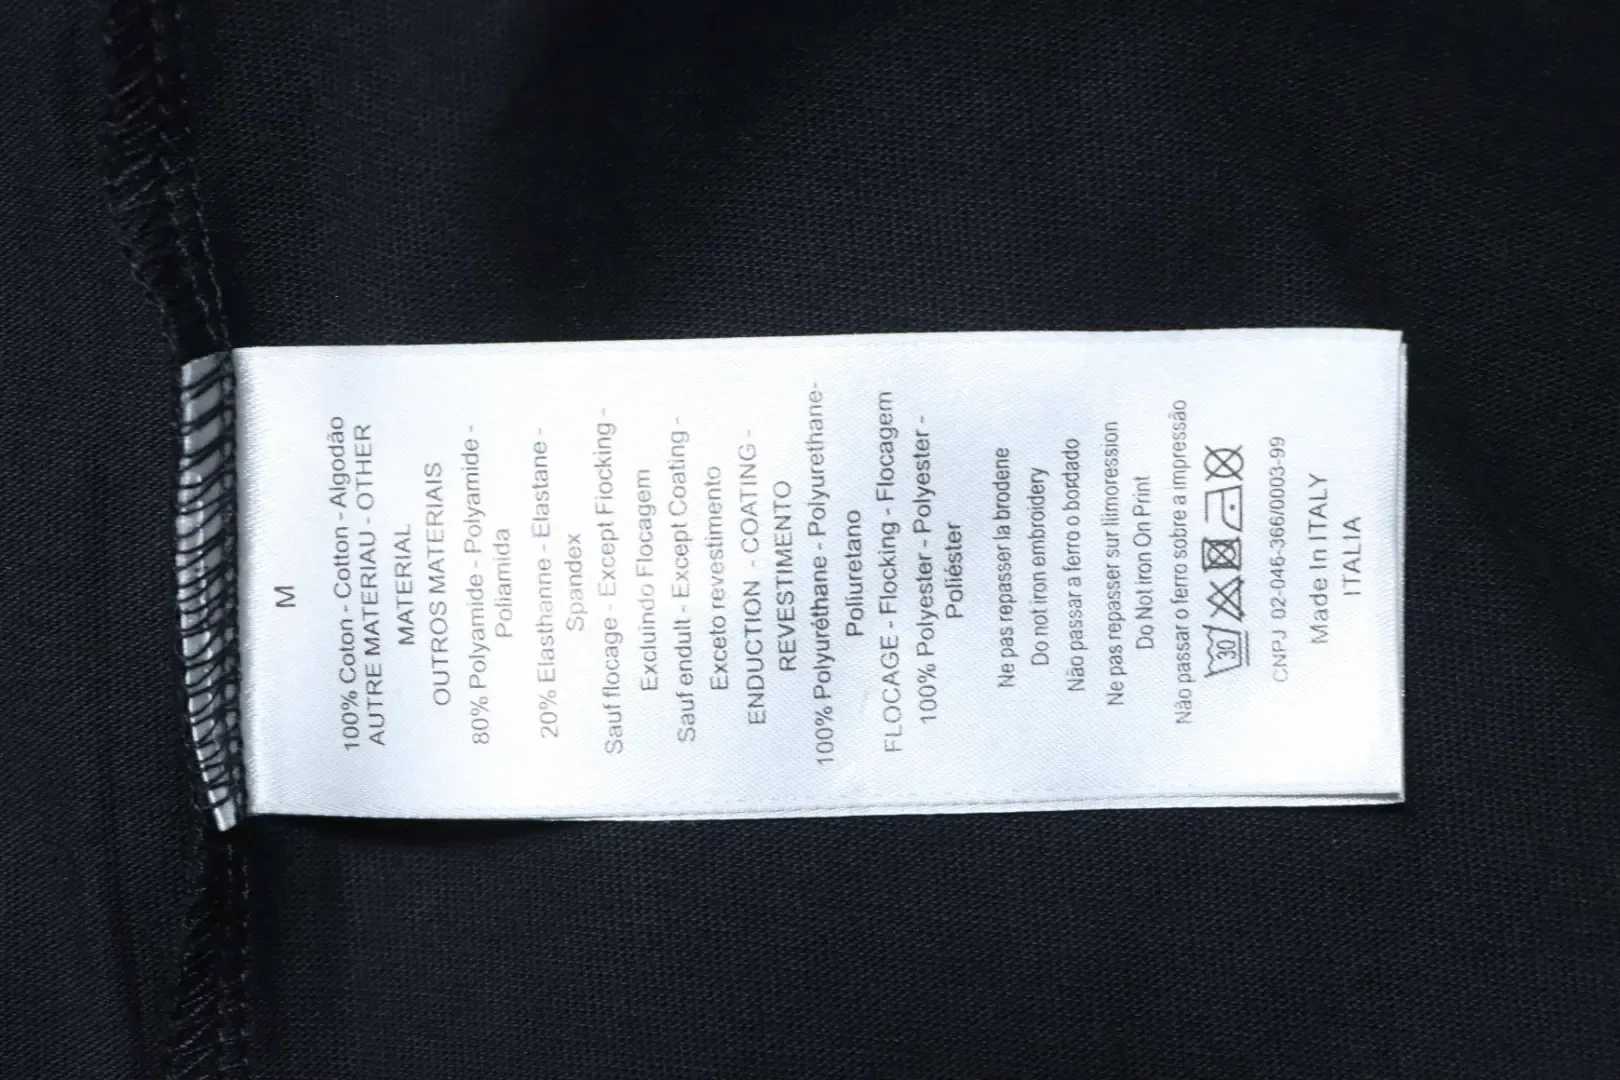 M
100% Coton - Cotton - Algodão
AUTRE MATERIAU - OTHER
MATERIAL
OUTROS MATERIAIS
80% Polyamide - Polyamide -
Poliamida
20% Elasthanne - Elastane -
Spandex
Sauf flocage - Except Fiocking -
Excluindo Flocagem
Sauf endult - Except Coating -
Exceto revestimento
ENDUCTION - COATING -
REVESTIMENTO
100% Polyuréthane - Polyurethane-
Poliuretano
FLOCAGE - Flocking - Flocagem
100% Polyester - Polyester -
Poliéster
Ne pas repasser la brodene
Do not iron embroidery
Não passar a ferro o bordado
Ne pas repasser sur limoression
Do Not iron On Print
Não passar o ferro sobre a impressão
30
CNPJ 02-046-366/0003-99
Made In ITALY
ITALIA